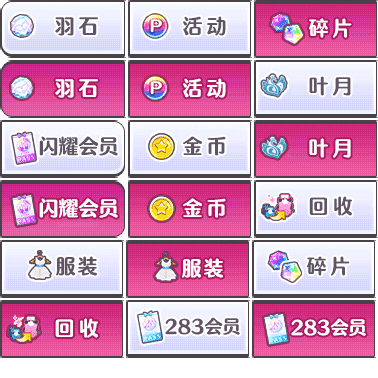 羽石 活动 碎片
羽石 活动 叶月
闪耀会员 金币 叶月
闪耀会员 金币 回收
服装 服装 碎片
回收 283会员 283会员